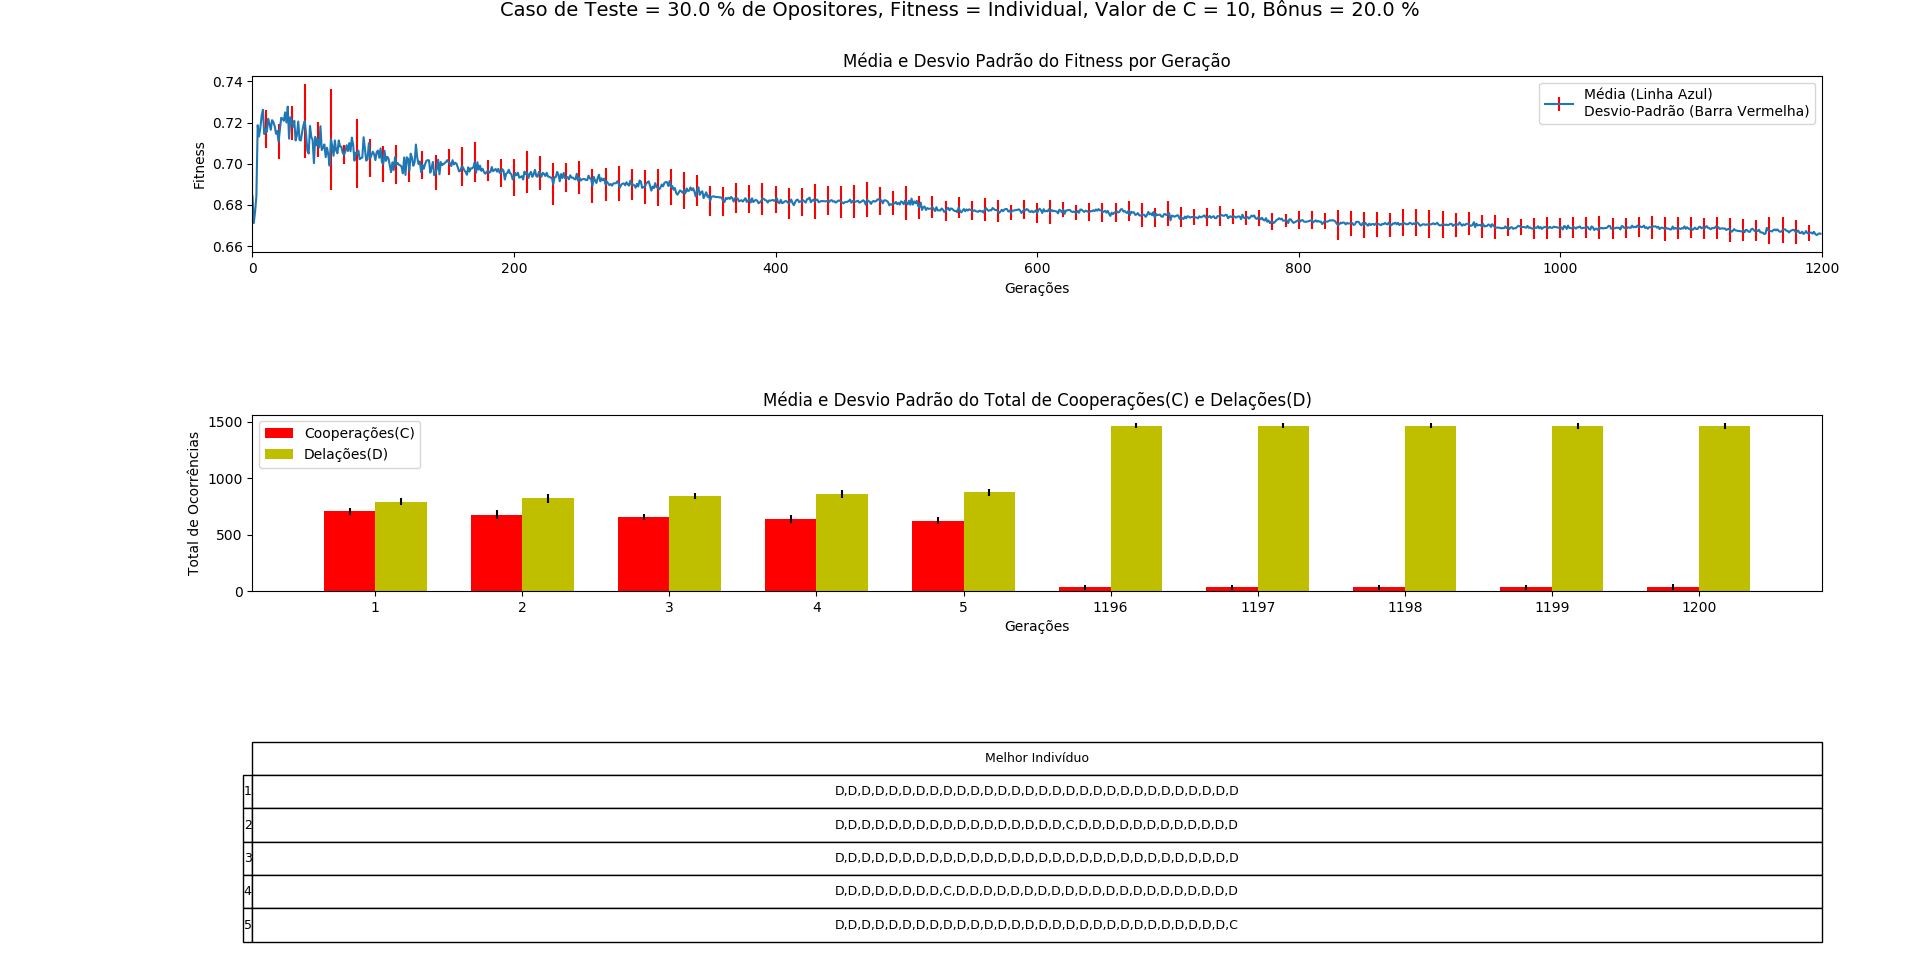 Caso de Teste = 30.0 % de Opositores, Fitness = Individual, Valor de C = 10, Bônus = 20.0 %
Média e Desvio Padrão do Fitness por Geração
0.74
0.72
0.70
0.68
0.66
Fitness
Média (Linha Azul)
Desvio-Padrão (Barra Vermelha)
0 200 400 600 800 1000 1200
Gerações
Média e Desvio Padrão do Total de Cooperações(C) e Delações(D)
1500
1000
500
0
Total de Ocorrências
Cooperações(C)
Delações(D)
1 2 3 4 5 1196 1197 1198 1199 1200
Gerações
Melhor Indivíduo
1 D,D,D,D,D,D,D,D,D,D,D,D,D,D,D,D,D,D,D,D,D,D,D,D,D,D,D,D,D,D
2 D,D,D,D,D,D,D,D,D,D,D,D,D,D,D,D,D,C,D,D,D,D,D,D,D,D,D,D,D,D
3 D,D,D,D,D,D,D,D,D,D,D,D,D,D,D,D,D,D,D,D,D,D,D,D,D,D,D,D,D,D
4 D,D,D,D,D,D,D,D,C,D,D,D,D,D,D,D,D,D,D,D,D,D,D,D,D,D,D,D,D,D
5 D,D,D,D,D,D,D,D,D,D,D,D,D,D,D,D,D,D,D,D,D,D,D,D,D,D,D,D,D,C